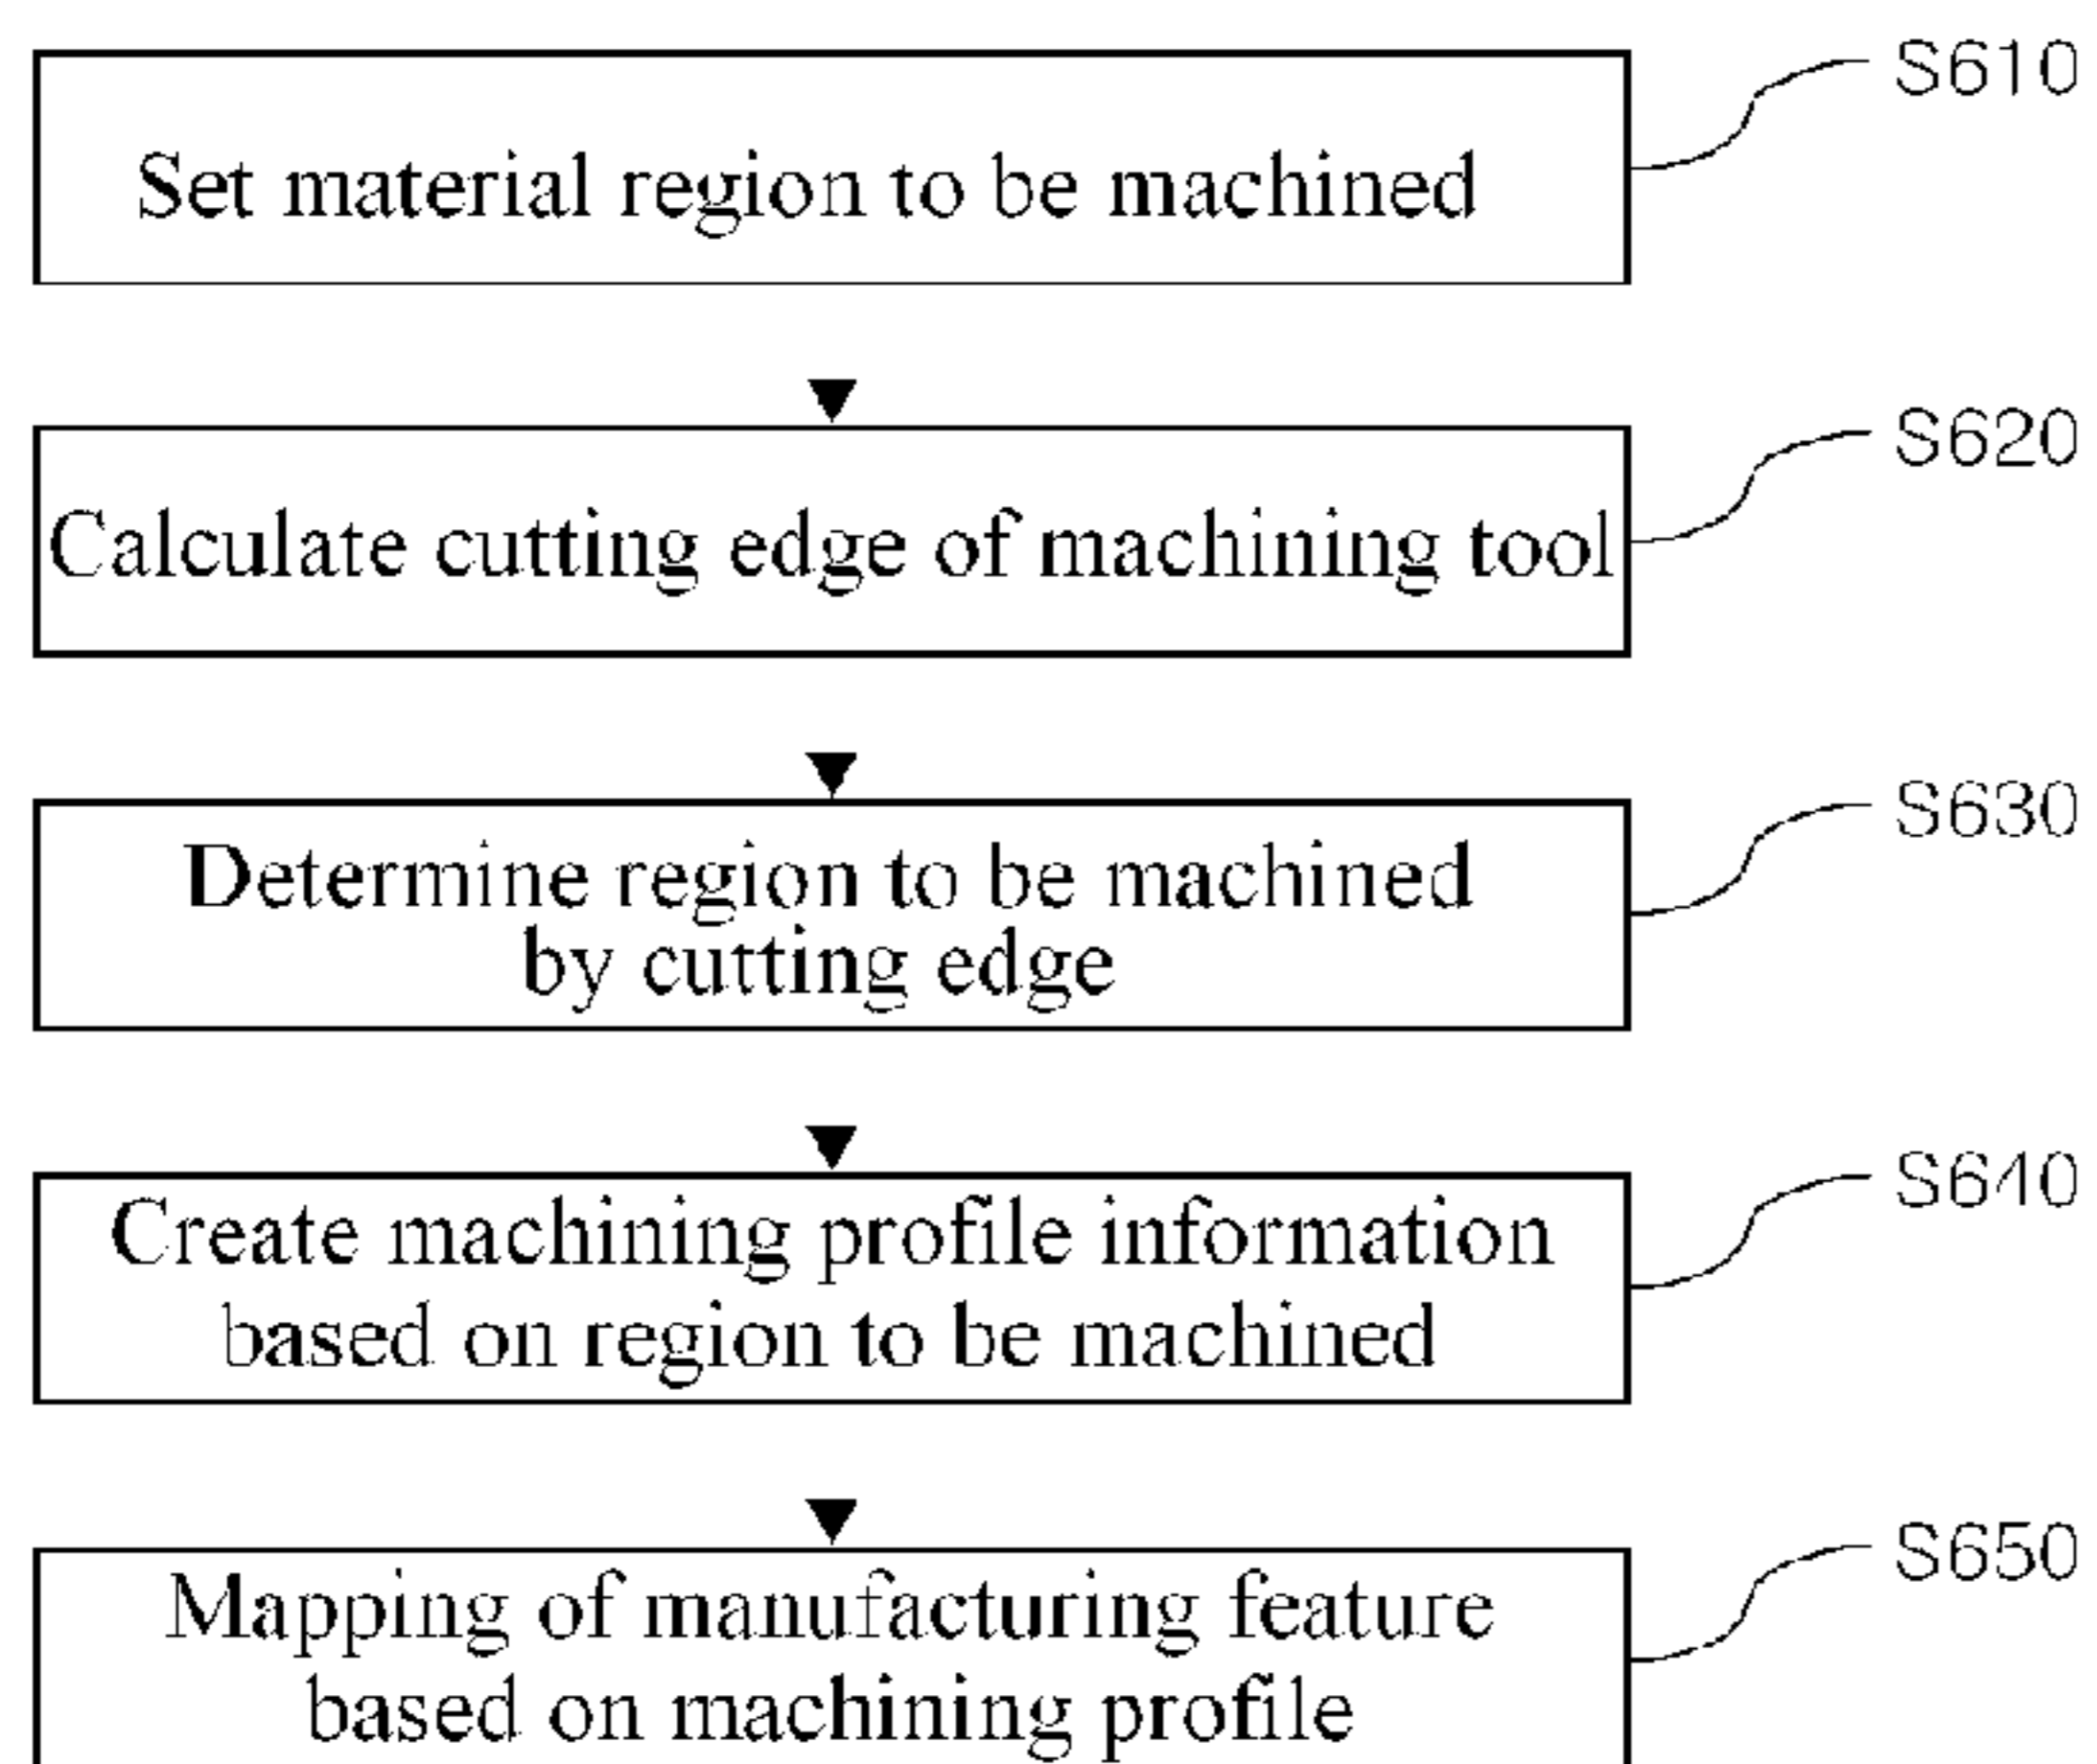 S610
Set material region to be machined
S620
Calculate cutting edge of machining tool
S630
Determine region to be machined
by cutting edge
S640
Create machining profile information
based on region to be machined
S650
Mapping of manufacturing feature
based on machining profile